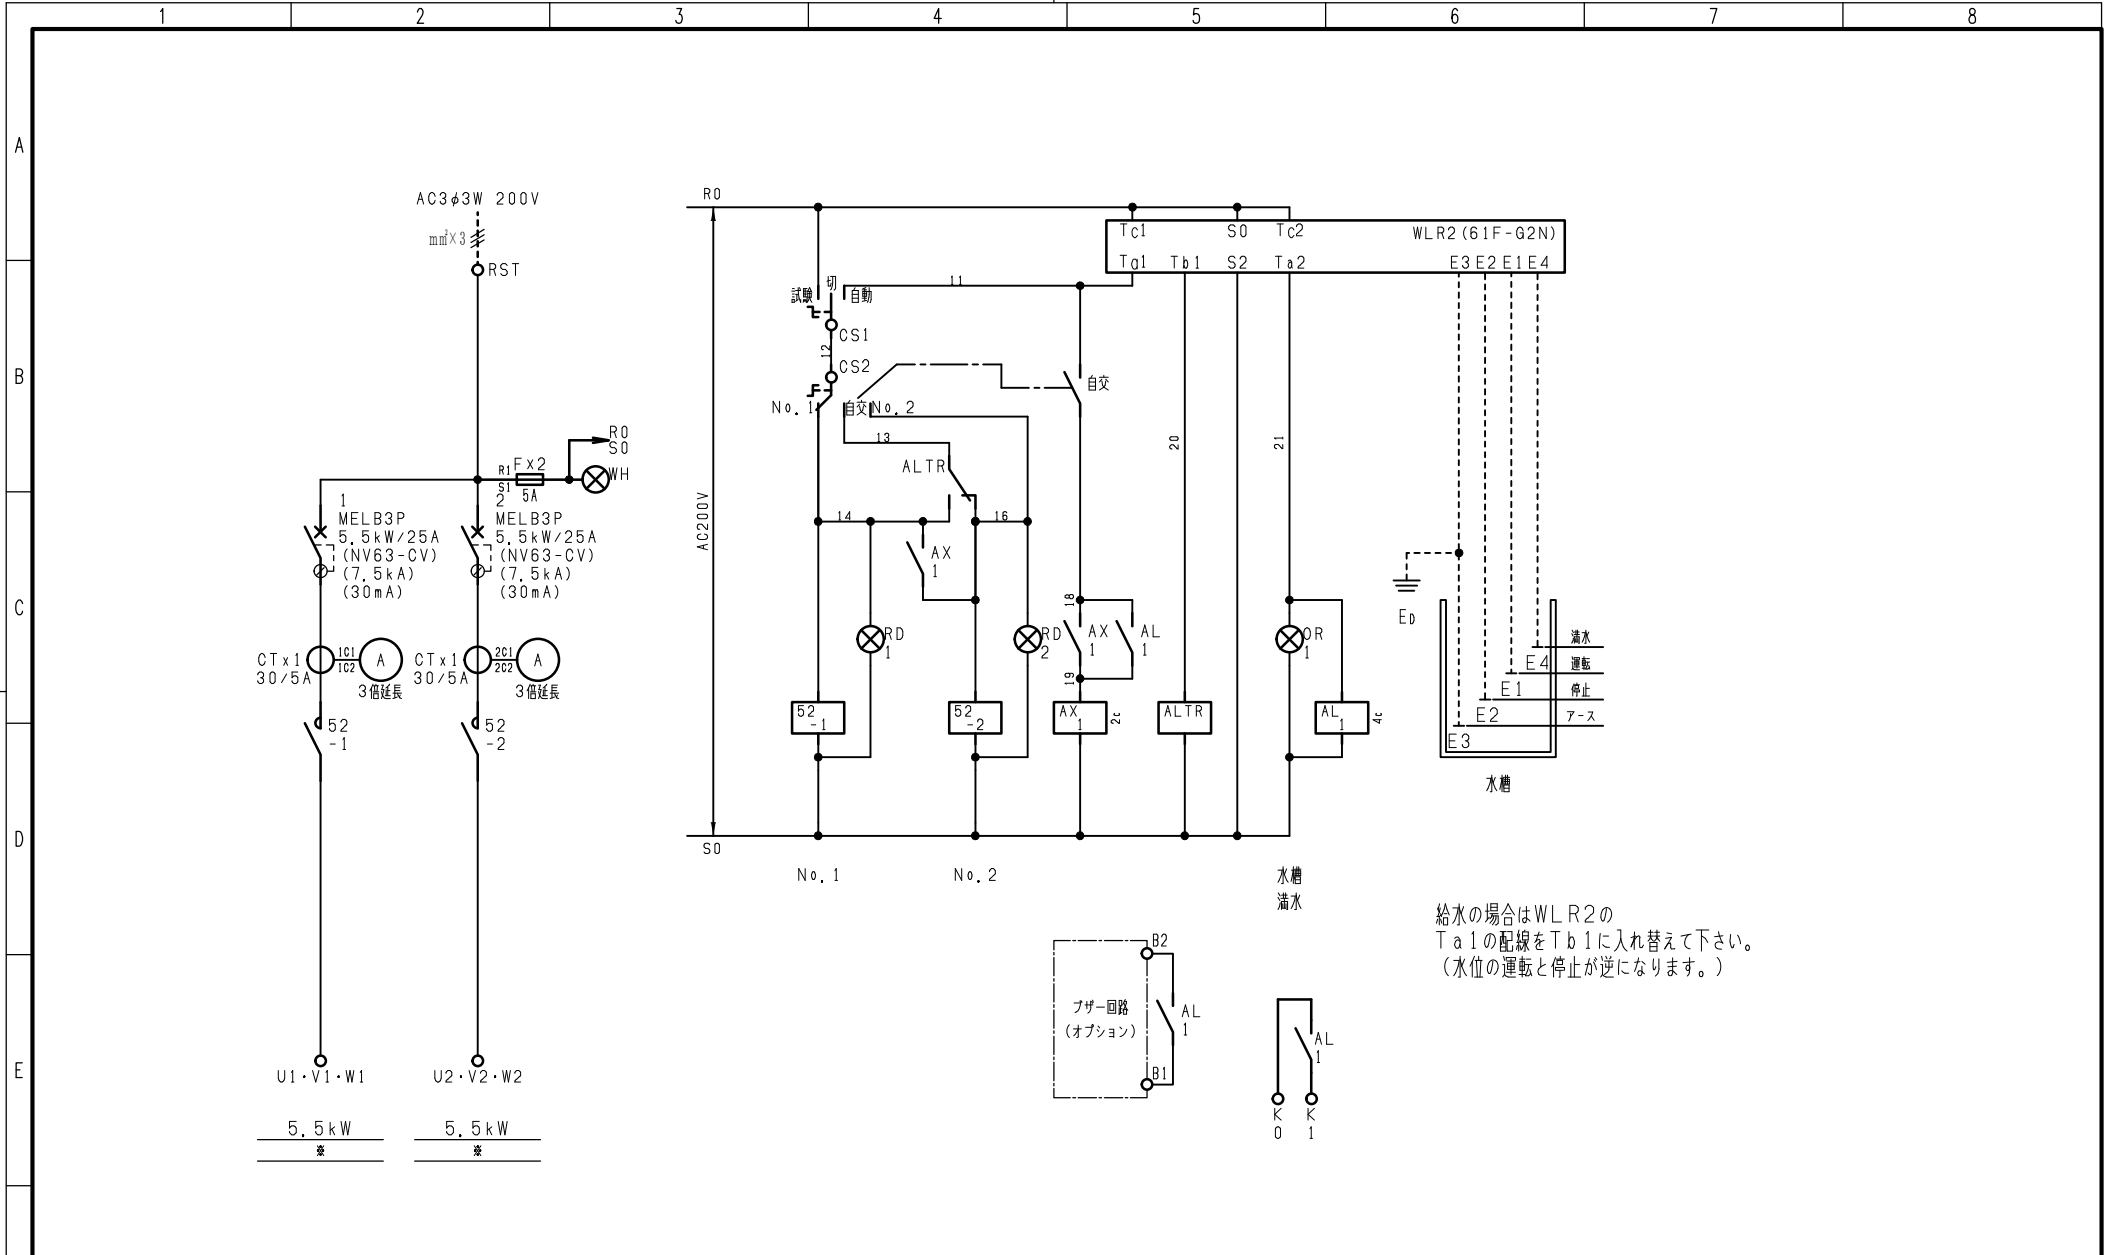 1 2 3 4 5 6 7 8
A
B
C
D
E
AC3φ3W 200V
mm²×3
RST
R0
S0
R1
S1
F×2
5A
WH
1
MELB3P
5.5kW/25A
(NV63-CV)
(7.5kA)
(30mA)
2
MELB3P
5.5kW/25A
(NV63-CV)
(7.5kA)
(30mA)
CT×1
30/5A
1C1
1C2
A
3倍延長
CT×1
30/5A
2C1
2C2
A
3倍延長
52
-1
52
-2
U1・V1・W1
U2・V2・W2
5.5kW
※
5.5kW
※
R0
AC200V
S0
試験
切
自動
11
CS1
12
CS2
No.1
自交
No.2
13
ALTR
14
16
AX
1
RD
1
RD
2
自交
18
AX
1
AL
1
19
20
21
OR
1
52
-1
52
-2
AX
1
2c
ALTR
AL
1
4c
No.1
No.2
水槽
満水
Tc1 S0 Tc2 WLR2(61F-G2N)
Ta1 Tb1 S2 Ta2 E3 E2 E1 E4
ED
満水
E4
運転
E1
停止
E2
アース
E3
水槽
給水の場合はWLR2の
Ta1の配線をTb1に入れ替えて下さい。
(水位の運転と停止が逆になります。)
ブザー回路
(オプション)
B2
AL
1
B1
AL
1
K
0
K
1